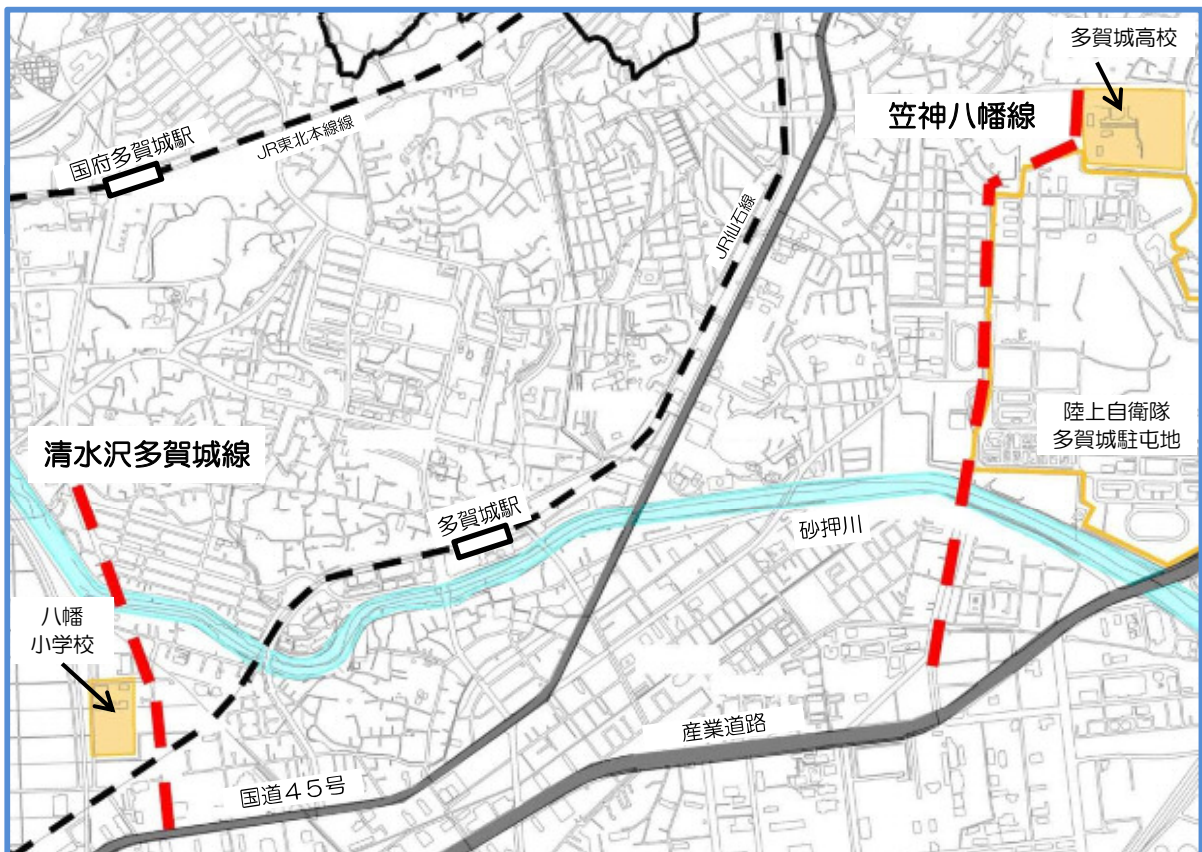 多賀城高校
笠神八幡線
国府多賀城駅
JR東北本線線
JR仙石線
陸上自衛隊
多賀城駐屯地
清水沢多賀城線
多賀城駅
砂押川
八幡
小学校
産業道路
国道45号